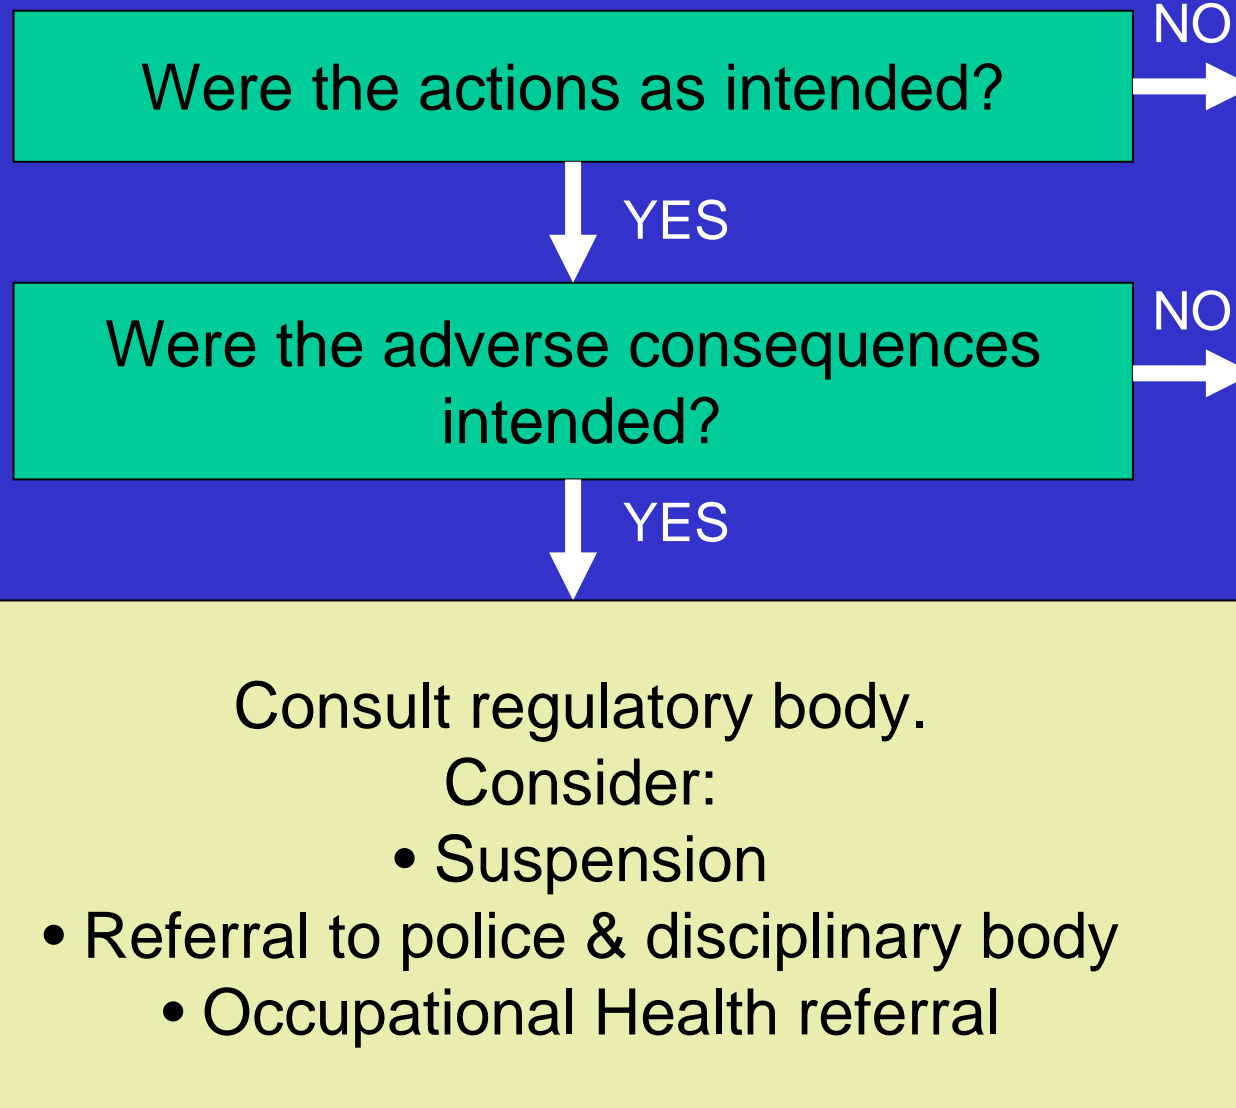 NO
Were the actions as intended?
YES
NO
Were the adverse consequences
intended?
YES
Consult regulatory body.
Consider:
• Suspension
• Referral to police & disciplinary body
• Occupational Health referral